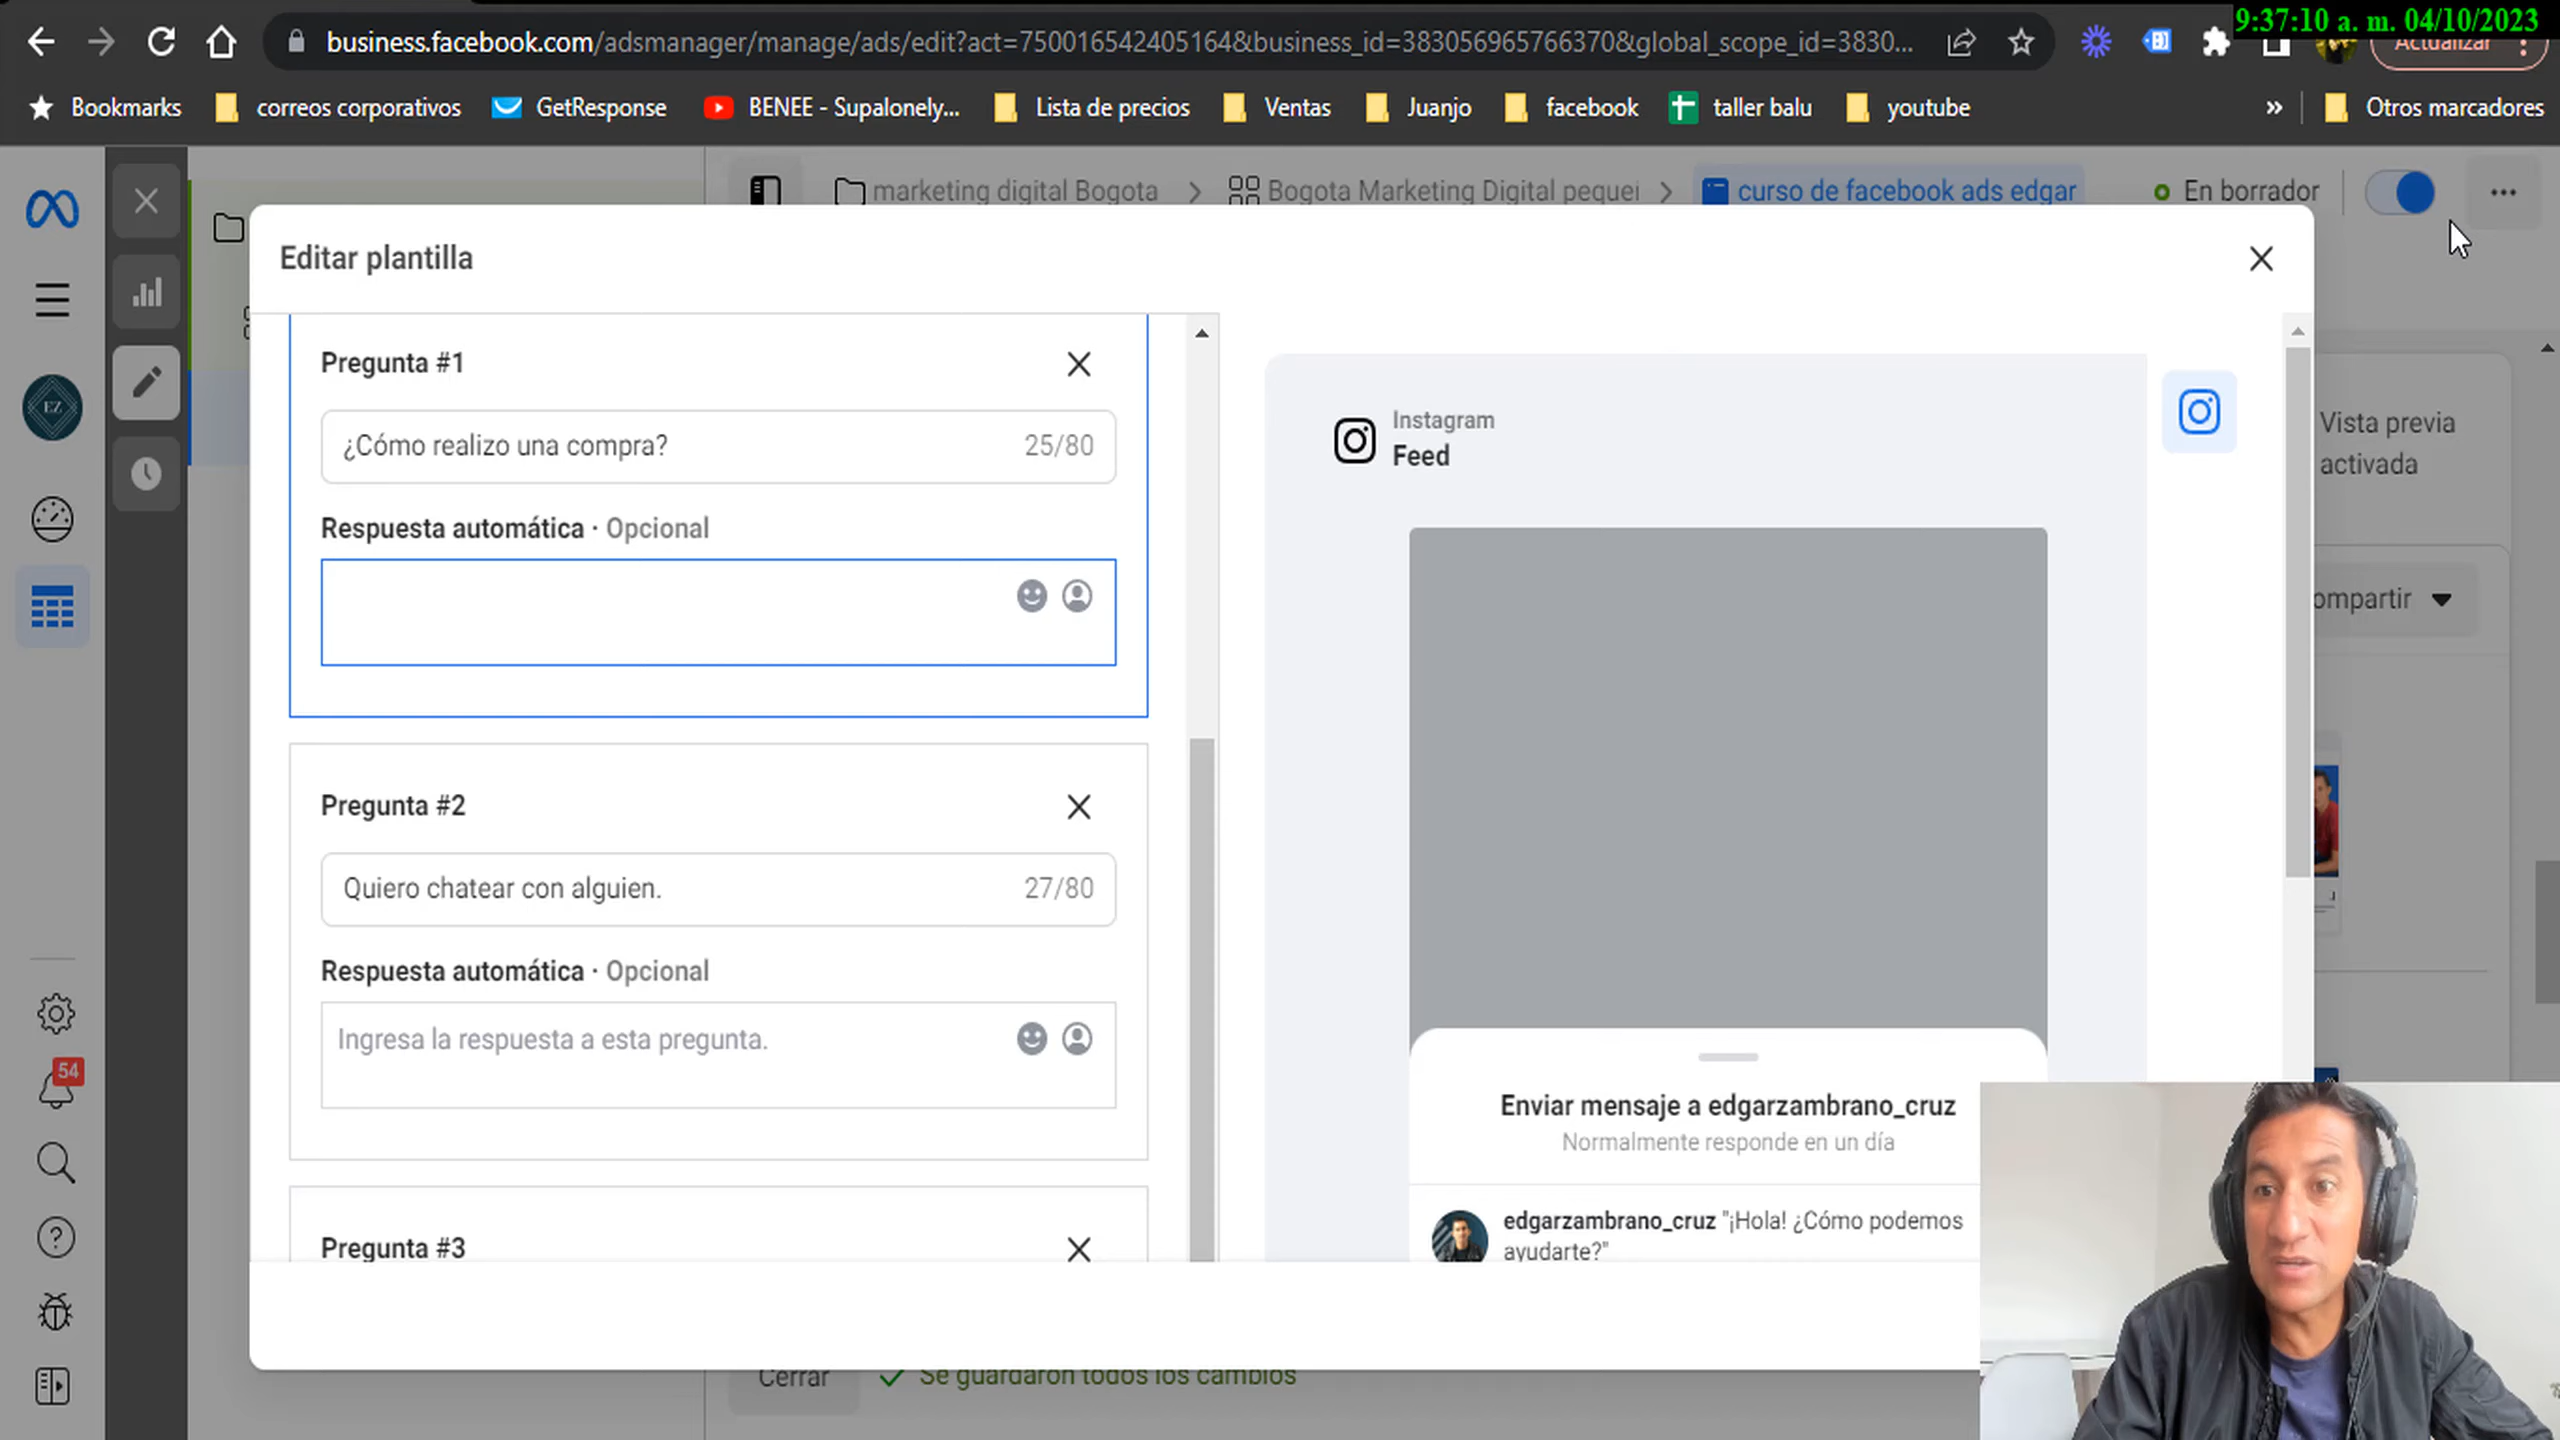 9:37:10 a. m. 04/10/2023
business.facebook.com/adsmanager/manage/ads/edit?act=750016542405164&business_id=383056965766370&global_scope_id=3830...
Actualizar
Bookmarks
correos corporativos
GetResponse
BENEE - Supalonely...
Lista de precios
Ventas
Juanjo
facebook
taller balu
youtube
»
Otros marcadores
marketing digital Bogota
Bogota Marketing Digital peque
curso de facebook ads edgar
En borrador
Editar plantilla
Pregunta #1
¿Cómo realizo una compra?
25/80
Respuesta automática · Opcional
Pregunta #2
Quiero chatear con alguien.
27/80
Respuesta automática · Opcional
Ingresa la respuesta a esta pregunta.
Pregunta #3
Instagram
Feed
Enviar mensaje a edgarzambrano_cruz
Normalmente responde en un día
edgarzambrano_cruz "¡Hola! ¿Cómo podemos
ayudarte?"
Vista previa
activada
ompartir
EZ
54
Cerrar
Se guardaron todos los cambios